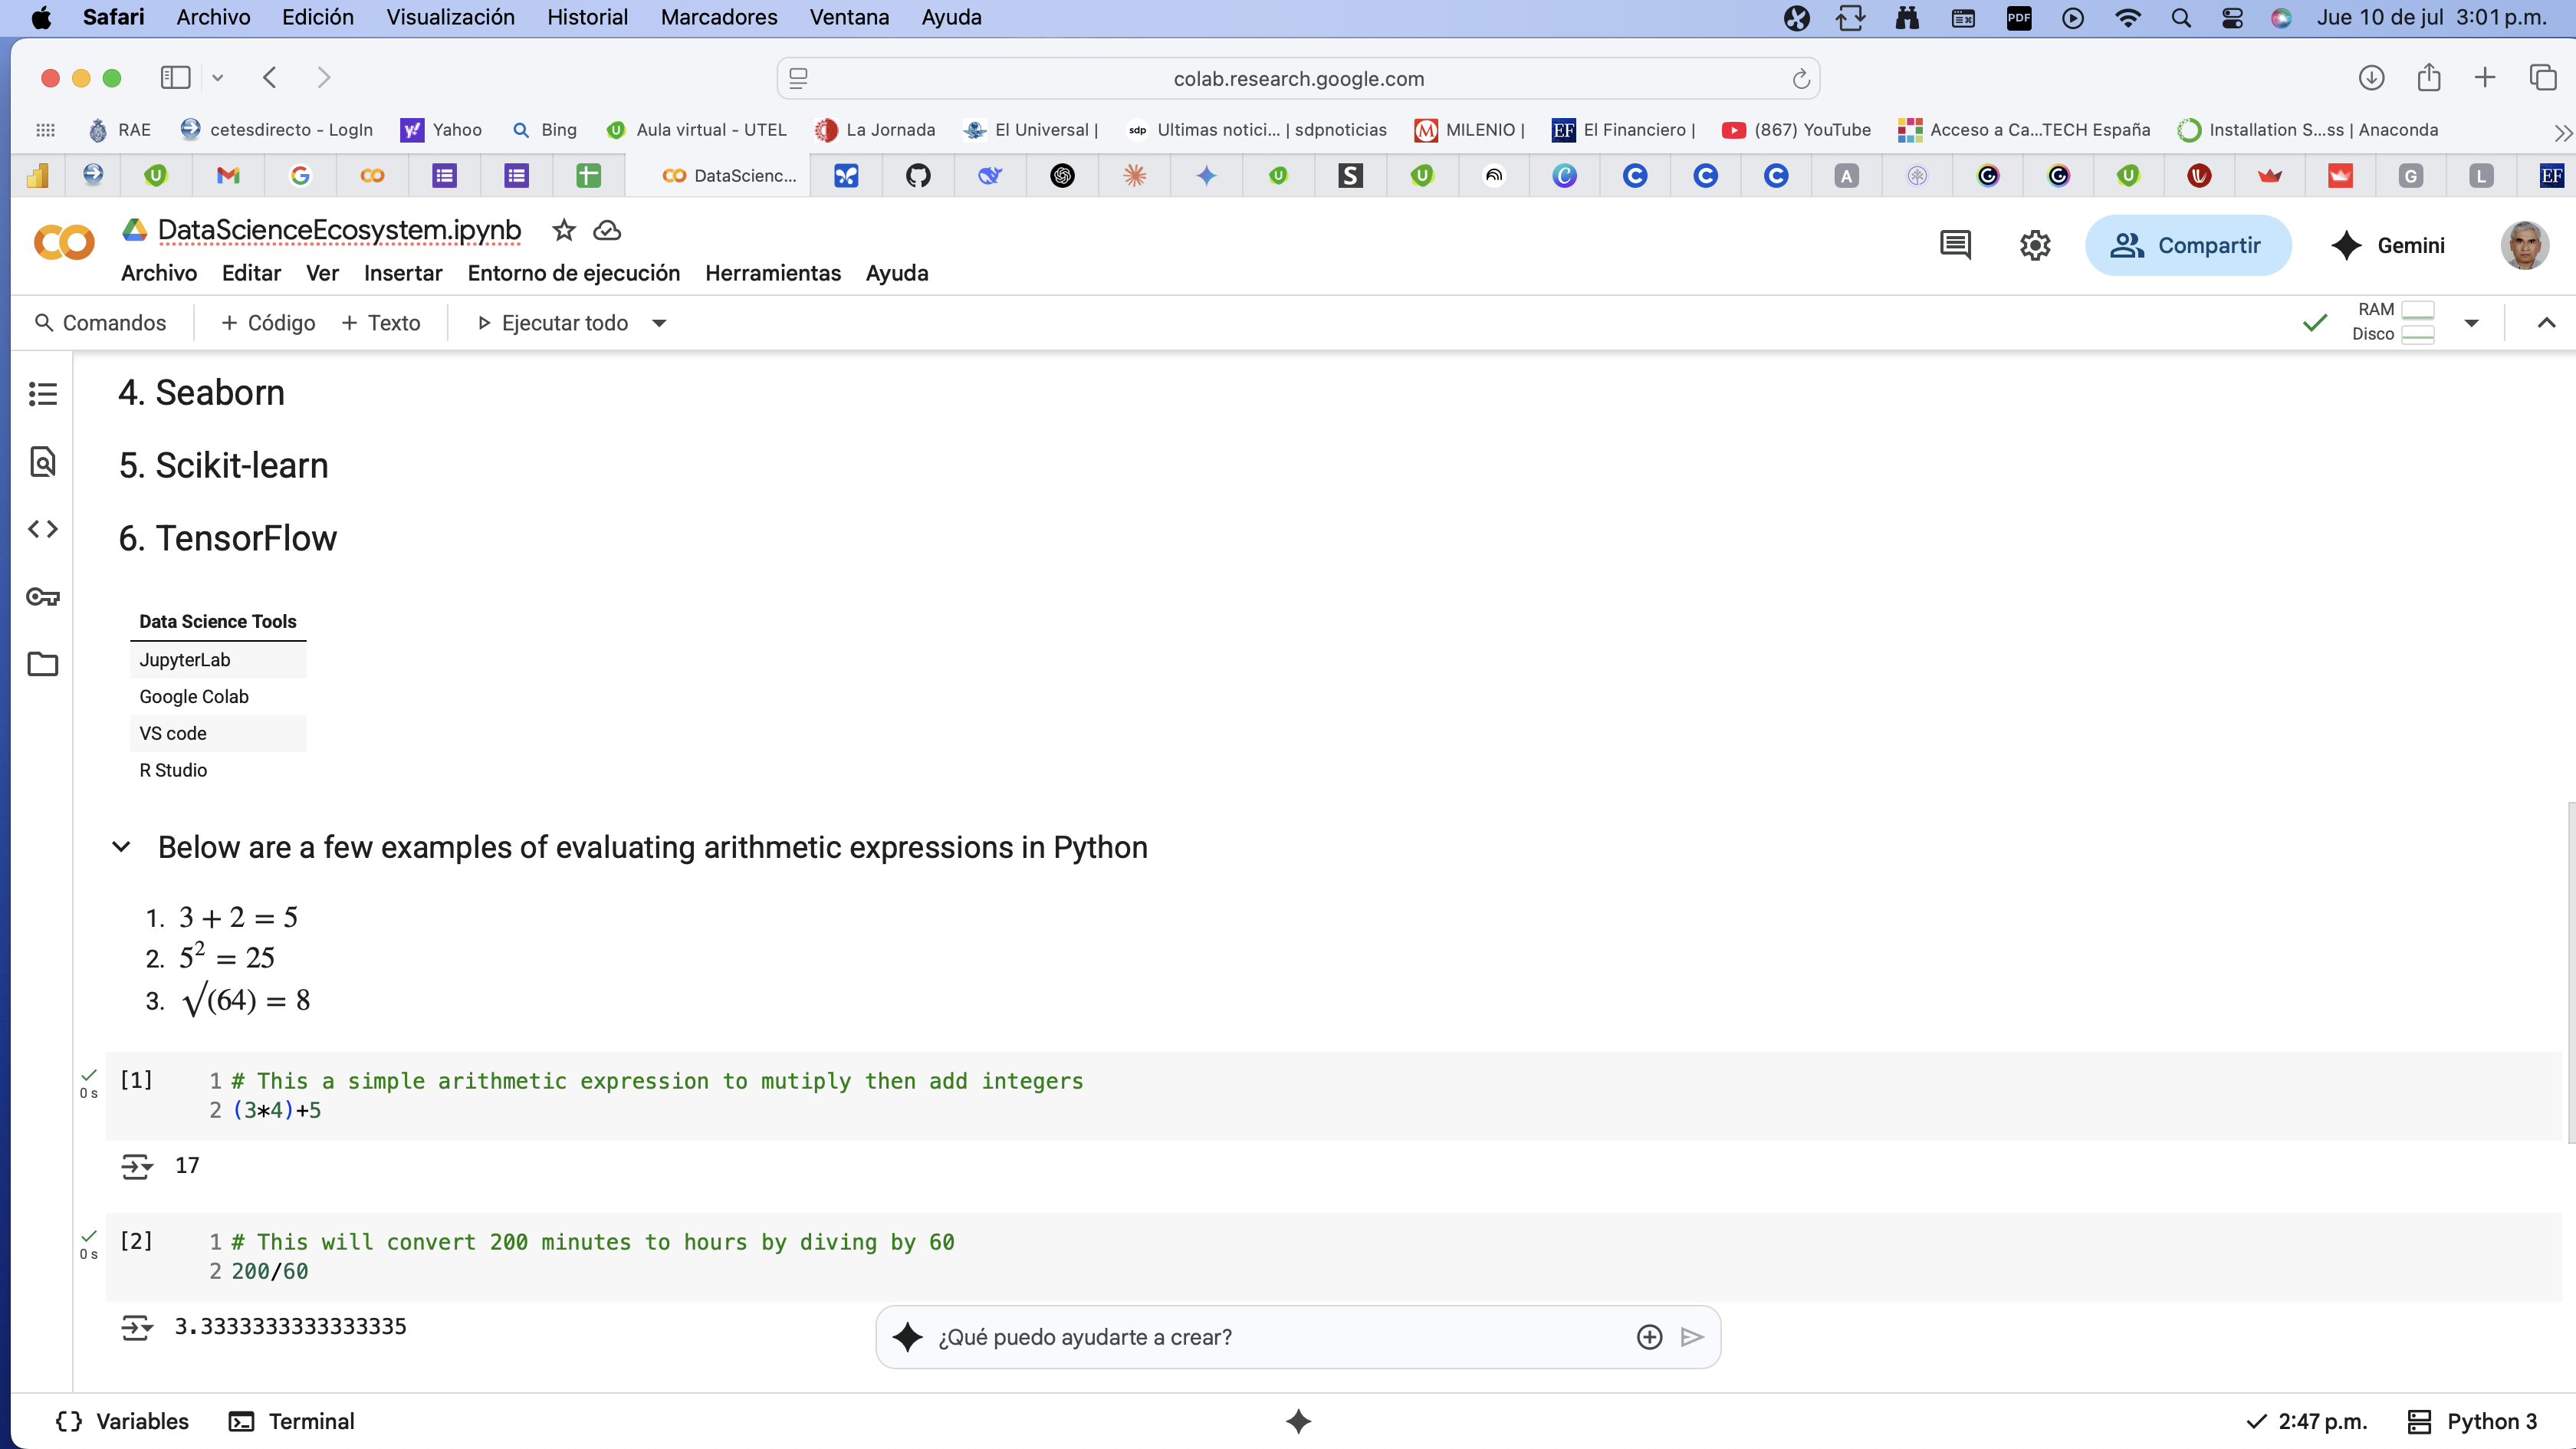 Safari Archivo Edición Visualización Historial Marcadores Ventana Ayuda PDF Jue 10 de jul 3:01 p.m.
colab.research.google.com
RAE cetesdirecto - LogIn Yahoo Bing Aula virtual - UTEL La Jornada El Universal | sdp Ultimas notici... | sdpnoticias MILENIO | EF El Financiero | (867) YouTube Acceso a Ca...TECH España Installation S...ss | Anaconda
DataScienc... S A G L EF
DataScienceEcosystem.ipynb
Archivo Editar Ver Insertar Entorno de ejecución Herramientas Ayuda
Compartir Gemini
Comandos + Código + Texto Ejecutar todo
RAM
Disco
4. Seaborn
5. Scikit-learn
6. TensorFlow
Data Science Tools
JupyterLab
Google Colab
VS code
R Studio
Below are a few examples of evaluating arithmetic expressions in Python
1. 3 + 2 = 5
2. 5² = 25
3. √(64) = 8
0 s [1] 1 # This a simple arithmetic expression to mutiply then add integers
2 (3*4)+5
17
0 s [2] 1 # This will convert 200 minutes to hours by diving by 60
2 200/60
3.3333333333333335
¿Qué puedo ayudarte a crear?
{} Variables Terminal 2:47 p.m. Python 3